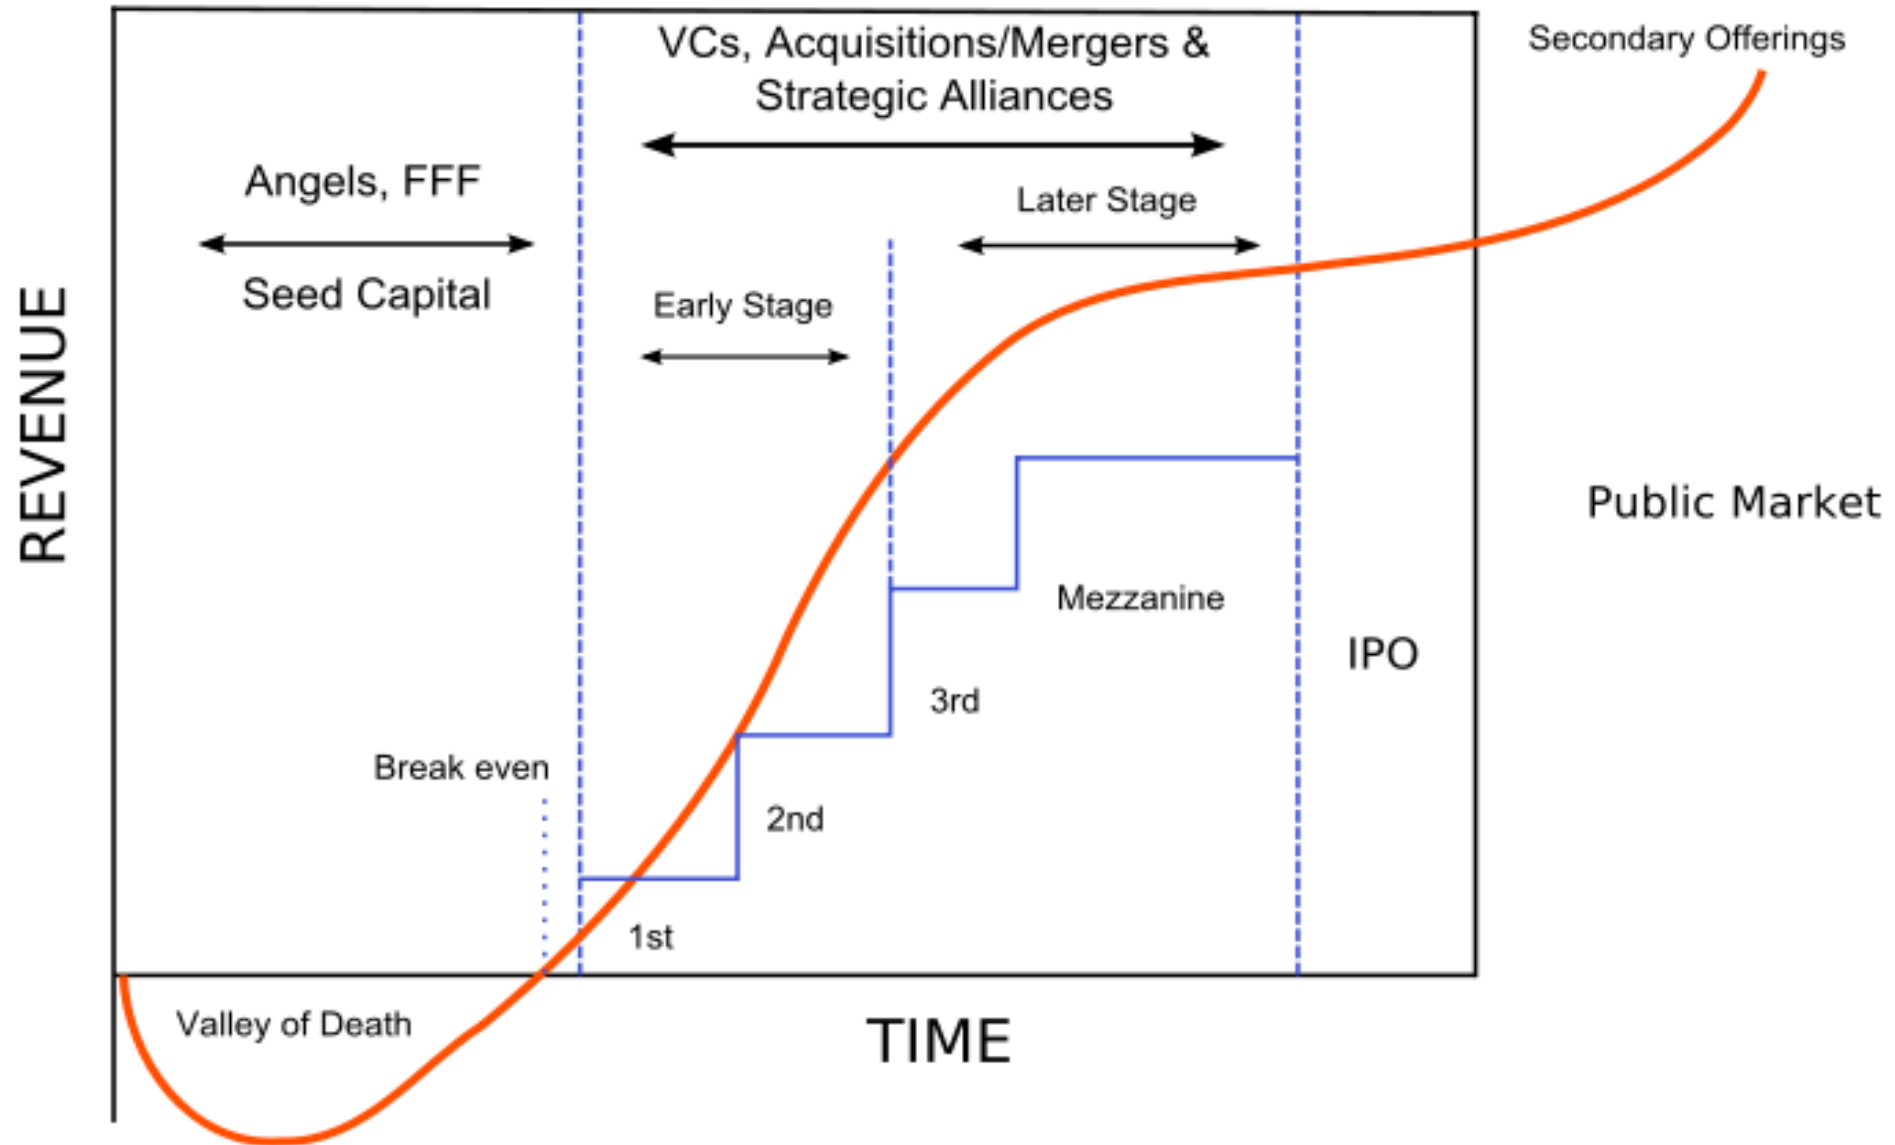 VCs, Acquisitions/Mergers &
Strategic Alliances
Secondary Offerings
Angels, FFF
Seed Capital
Later Stage
Early Stage
REVENUE
Public Market
Mezzanine
IPO
3rd
Break even
2nd
1st
Valley of Death
TIME